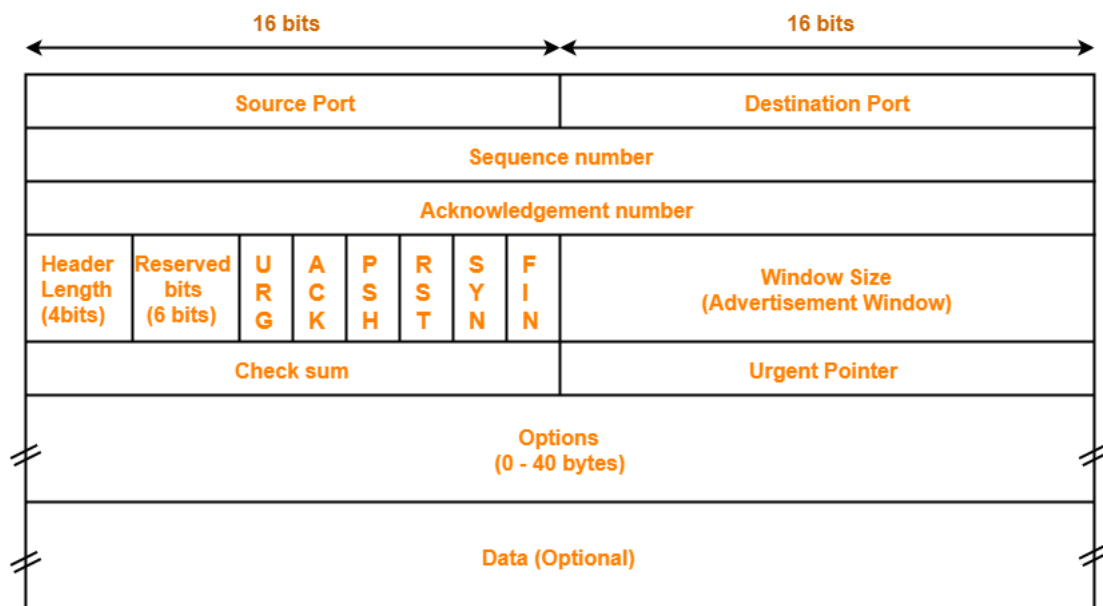 16 bits
16 bits
Source Port
Destination Port
Sequence number
Acknowledgement number
Header
Length
(4bits)
Reserved
bits
(6 bits)
U
R
G
A
C
K
P
S
H
R
S
T
S
Y
N
F
I
N
Window Size
(Advertisement Window)
Check sum
Urgent Pointer
Options
(0 - 40 bytes)
Data (Optional)